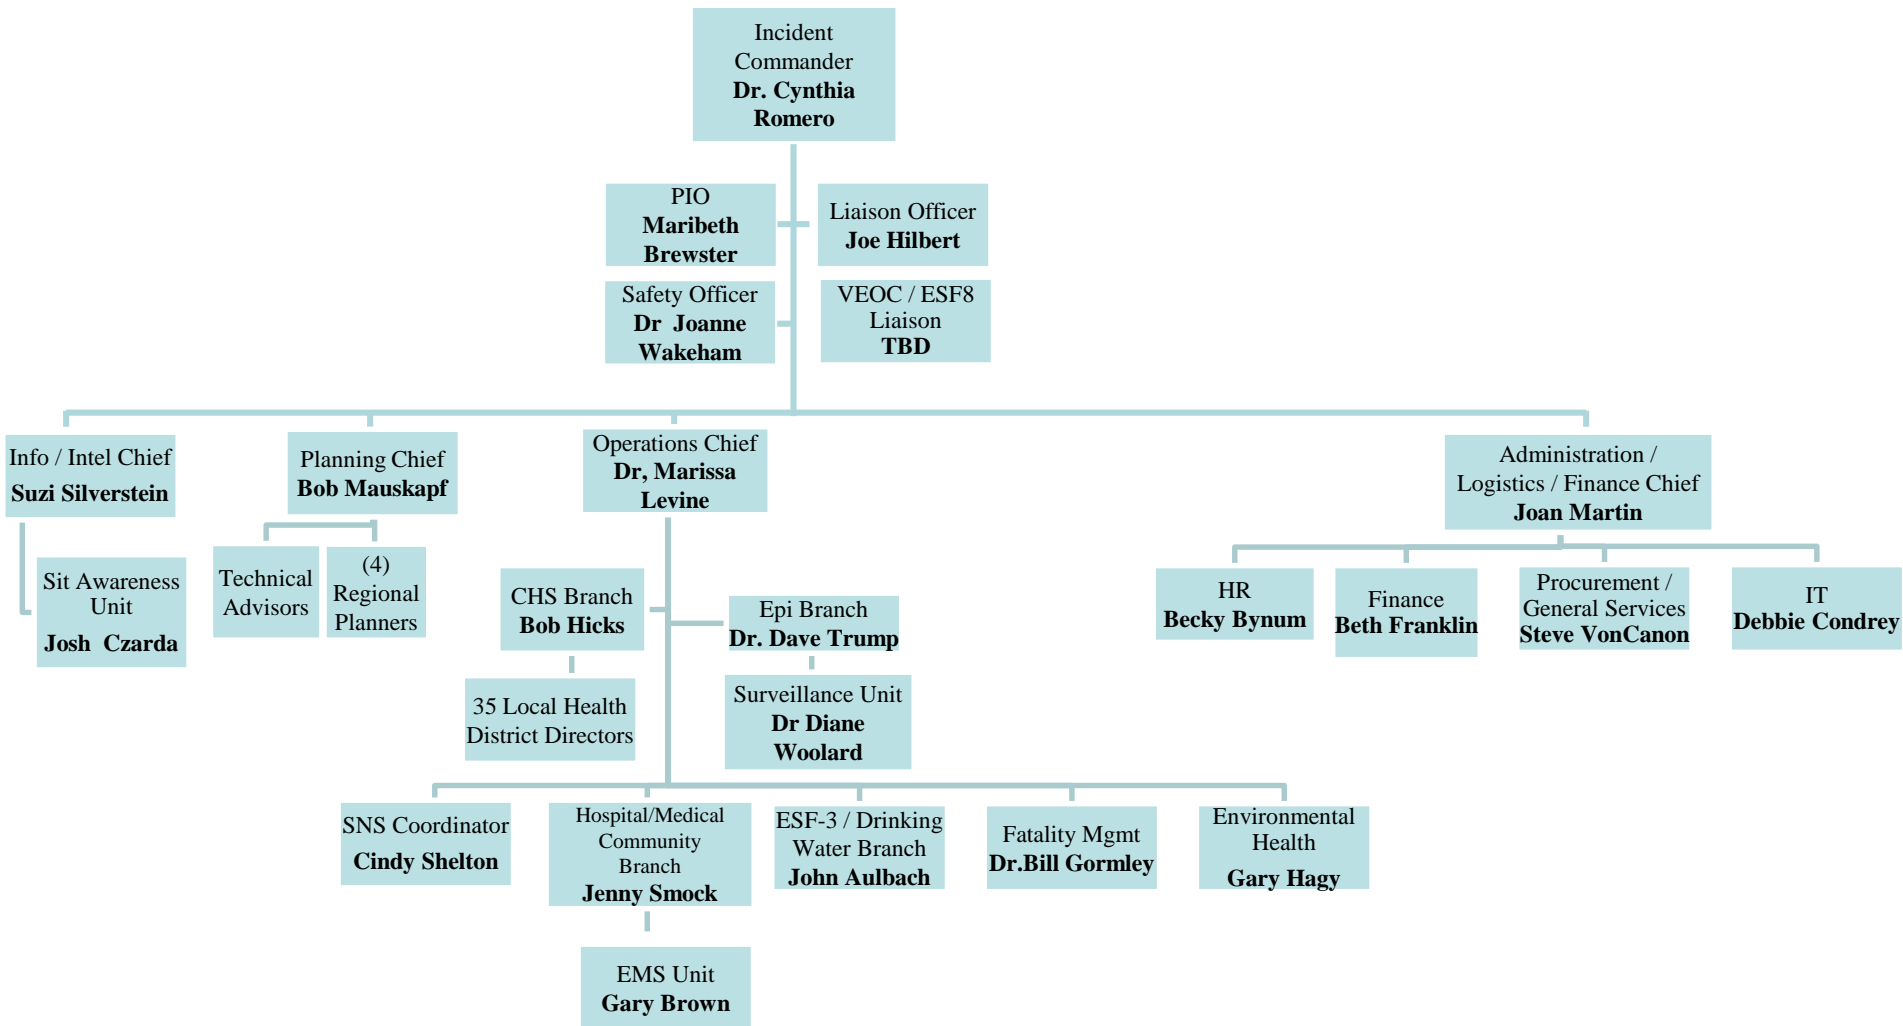 Incident
Commander
Dr. Cynthia
Romero
PIO
Maribeth
Brewster
Liaison Officer
Joe Hilbert
Safety Officer
Dr  Joanne
Wakeham
VEOC / ESF8
Liaison
TBD
Info / Intel Chief
Suzi Silverstein
Planning Chief
Bob Mauskapf
Operations Chief
Dr, Marissa
Levine
Administration /
Logistics / Finance Chief
Joan Martin
Sit Awareness
Unit
Josh  Czarda
Technical
Advisors
(4)
Regional
Planners
CHS Branch
Bob Hicks
Epi Branch
Dr. Dave Trump
HR
Becky Bynum
Finance
Beth Franklin
Procurement /
General Services
Steve VonCanon
IT
Debbie Condrey
35 Local Health
District Directors
Surveillance Unit
Dr Diane
Woolard
SNS Coordinator
Cindy Shelton
Hospital/Medical
Community
Branch
Jenny Smock
ESF-3 / Drinking
Water Branch
John Aulbach
Fatality Mgmt
Dr.Bill Gormley
Environmental
Health
Gary Hagy
EMS Unit
Gary Brown